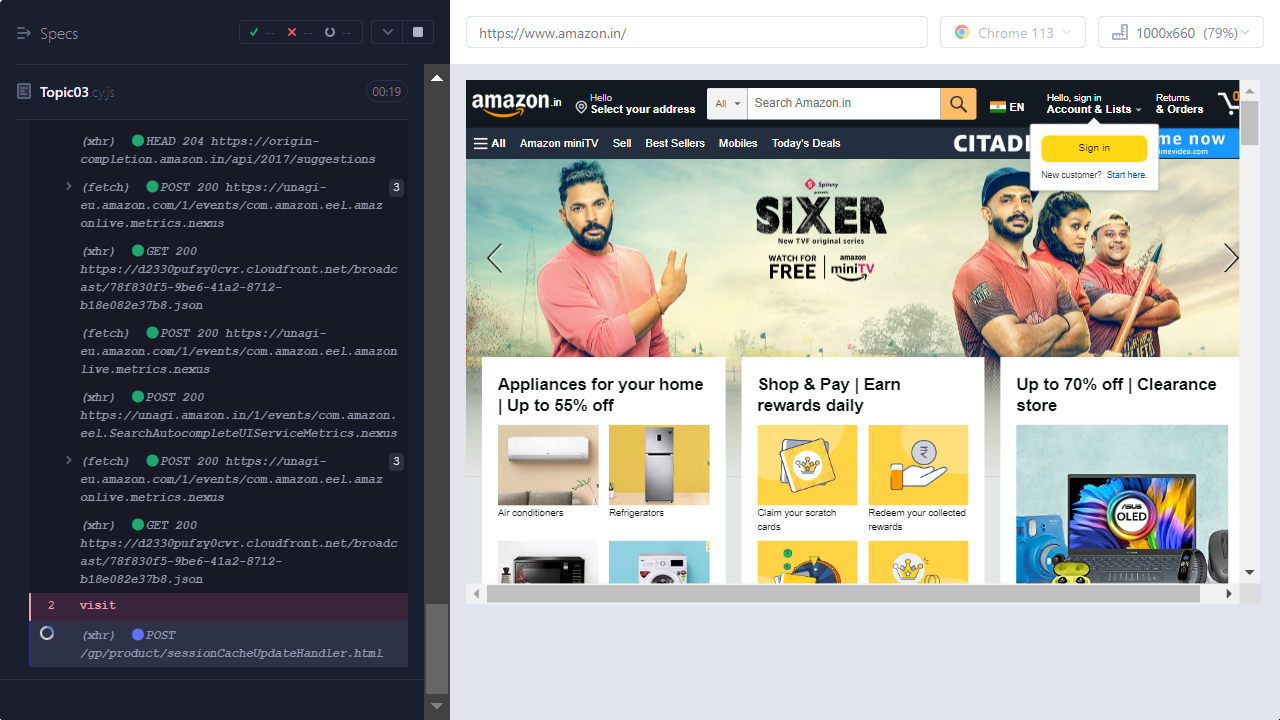 Specs
--
--
--
Topic03.cy.js
00:19
(xhr) HEAD 204 https://origin-
completion.amazon.in/api/2017/suggestions
(fetch) POST 200 https://unagi-
3
eu.amazon.com/1/events/com.amazon.eel.amaz
onlive.metrics.nexus
(xhr) GET 200
https://d2330pufzy0cvr.cloudfront.net/broadc
ast/78f830f5-9be6-41a2-8712-
b18e082e37b8.json
(fetch) POST 200 https://unagi-
eu.amazon.com/1/events/com.amazon.eel.amazon
live.metrics.nexus
(xhr) POST 200
https://unagi.amazon.in/1/events/com.amazon.
eel.SearchAutocompleteUIServiceMetrics.nexus
(fetch) POST 200 https://unagi-
3
eu.amazon.com/1/events/com.amazon.eel.amaz
onlive.metrics.nexus
(xhr) GET 200
https://d2330pufzy0cvr.cloudfront.net/broadc
ast/78f830f5-9be6-41a2-8712-
b18e082e37b8.json
2 visit
(xhr) POST
/gp/product/sessionCacheUpdateHandler.html
https://www.amazon.in/
Chrome 113
1000x660 (79%)
amazon.in
Hello
Select your address
All
Search Amazon.in
EN
Hello, sign in
Account & Lists
Returns
& Orders
0
All
Amazon miniTV
Sell
Best Sellers
Mobiles
Today's Deals
CITADE
me now
imevideo.com
Sign in
New customer? Start here.
Spinny
presents
SIXER
New TVF original series
WATCH FOR
FREE
amazon
miniTV
Appliances for your home
| Up to 55% off
Air conditioners
Refrigerators
Shop & Pay | Earn
rewards daily
Claim your scratch
cards
Redeem your collected
rewards
Up to 70% off | Clearance
store
ASUS
OLED